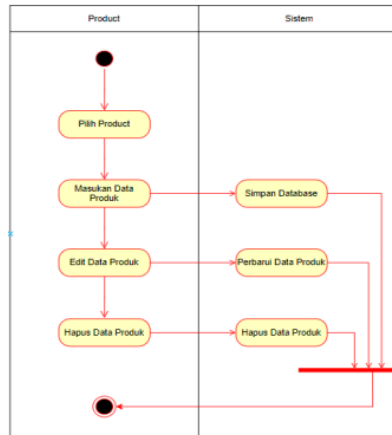 Product
Sistem
Pilih Product
Masukan Data
Produk
Simpan Database
Edit Data Produk
Perbarui Data Produk
Hapus Data Produk
Hapus Data Produk